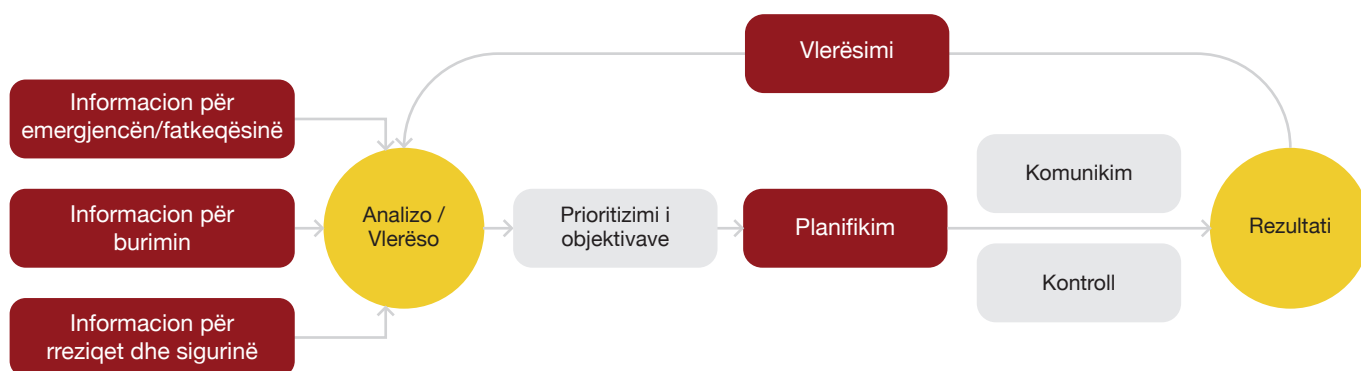 Vlerësimi
Informacion për
emergjencën/fatkeqësinë
Informacion për
burimin
Informacion për
rreziqet dhe sigurinë
Analizo /
Vlerëso
Prioritizimi i
objektivave
Planifikim
Komunikim
Kontroll
Rezultati